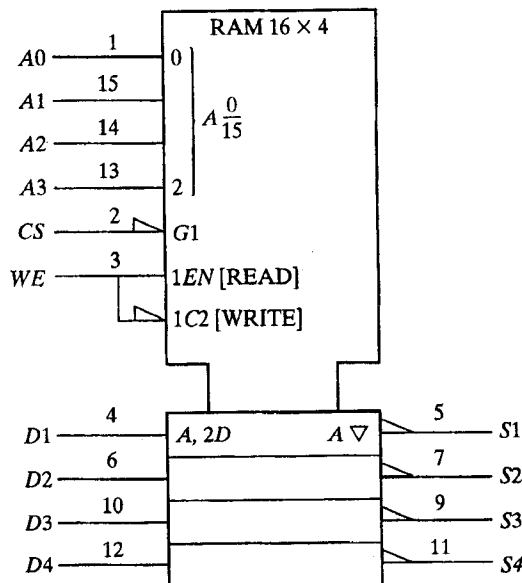 RAM 16 × 4
A0 1 0
A1 15
A 0/15
A2 14
A3 13 2
CS 2 G1
WE 3 1EN [READ]
1C2 [WRITE]
D1 4 A, 2D A ▽ 5 S1
D2 6 7 S2
D3 10 9 S3
D4 12 11 S4